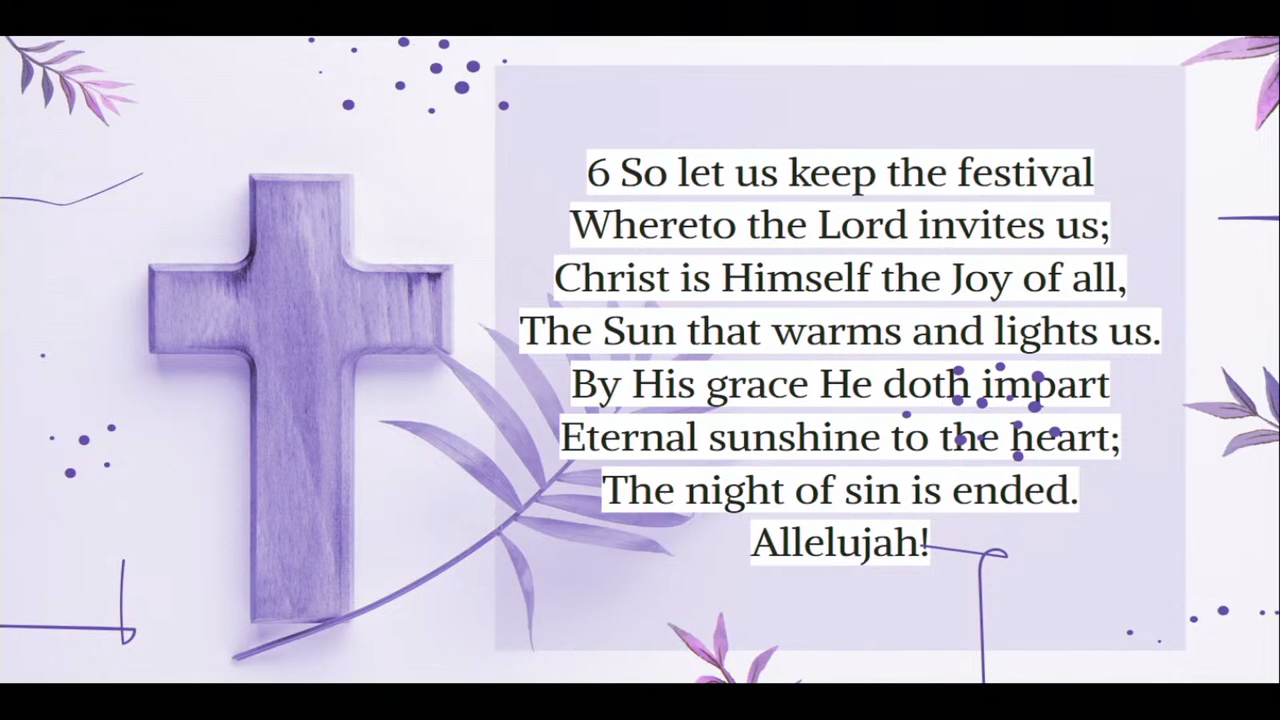 6 So let us keep the festival
Whereto the Lord invites us;
Christ is Himself the Joy of all,
The Sun that warms and lights us.
By His grace He doth impart
Eternal sunshine to the heart;
The night of sin is ended.
Allelujah!